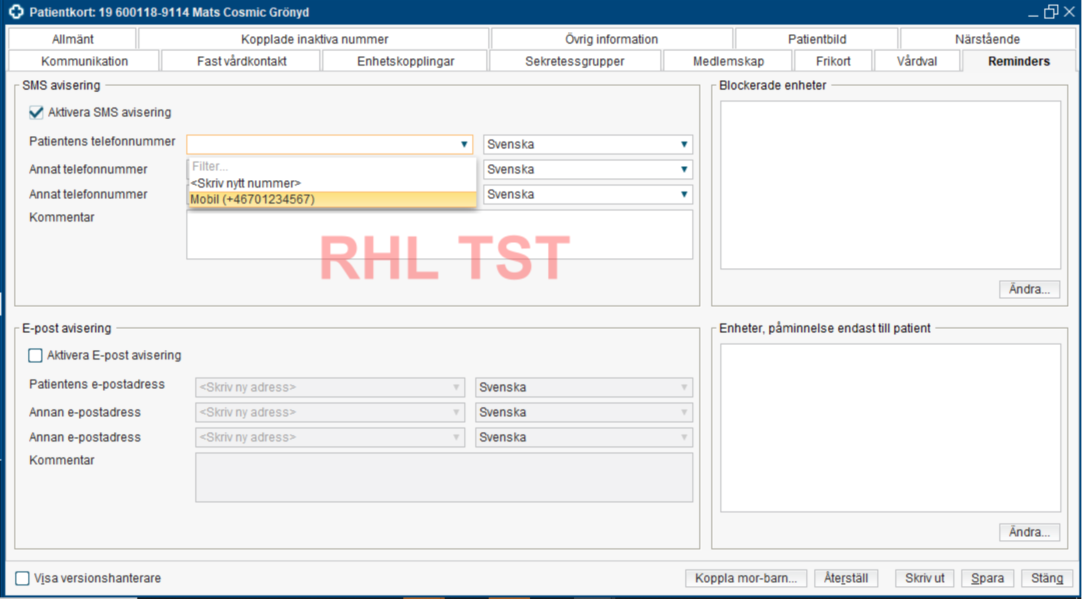 Patientkort: 19 600118-9114 Mats Cosmic Grönyd
Allmänt Kopplade inaktiva nummer Övrig information Patientbild Närstående
Kommunikation Fast vårdkontakt Enhetskopplingar Sekretessgrupper Medlemskap Frikort Vårdval Reminders
SMS avisering
Aktivera SMS avisering
Patientens telefonnummer Svenska
Filter...
Annat telefonnummer Svenska
<Skriv nytt nummer>
Annat telefonnummer Mobil (+46701234567) Svenska
Kommentar
RHL TST
Blockerade enheter
Ändra...
E-post avisering
Aktivera E-post avisering
Patientens e-postadress <Skriv ny adress> Svenska
Annan e-postadress <Skriv ny adress> Svenska
Annan e-postadress <Skriv ny adress> Svenska
Kommentar
Enheter, påminnelse endast till patient
Ändra...
Visa versionshanterare Koppla mor-barn... Återställ Skriv ut Spara Stäng